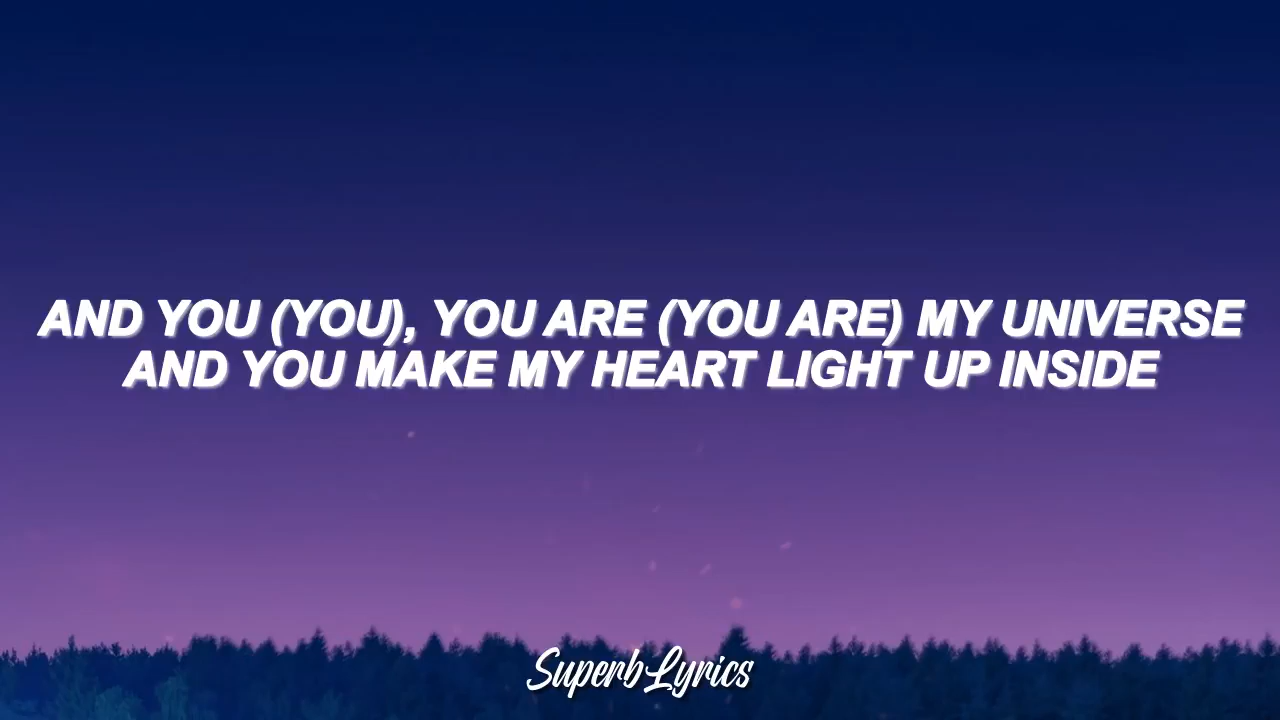 AND YOU (YOU), YOU ARE (YOU ARE) MY UNIVERSE
AND YOU MAKE MY HEART LIGHT UP INSIDE
SuperbLyrics